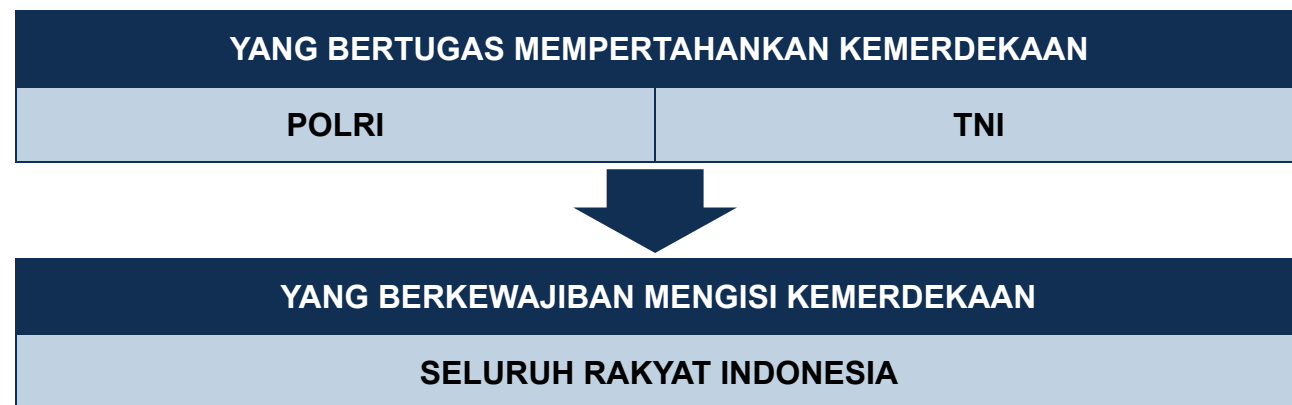 YANG BERTUGAS MEMPERTAHANKAN KEMERDEKAAN
POLRI
TNI
YANG BERKEWAJIBAN MENGISI KEMERDEKAAN
SELURUH RAKYAT INDONESIA